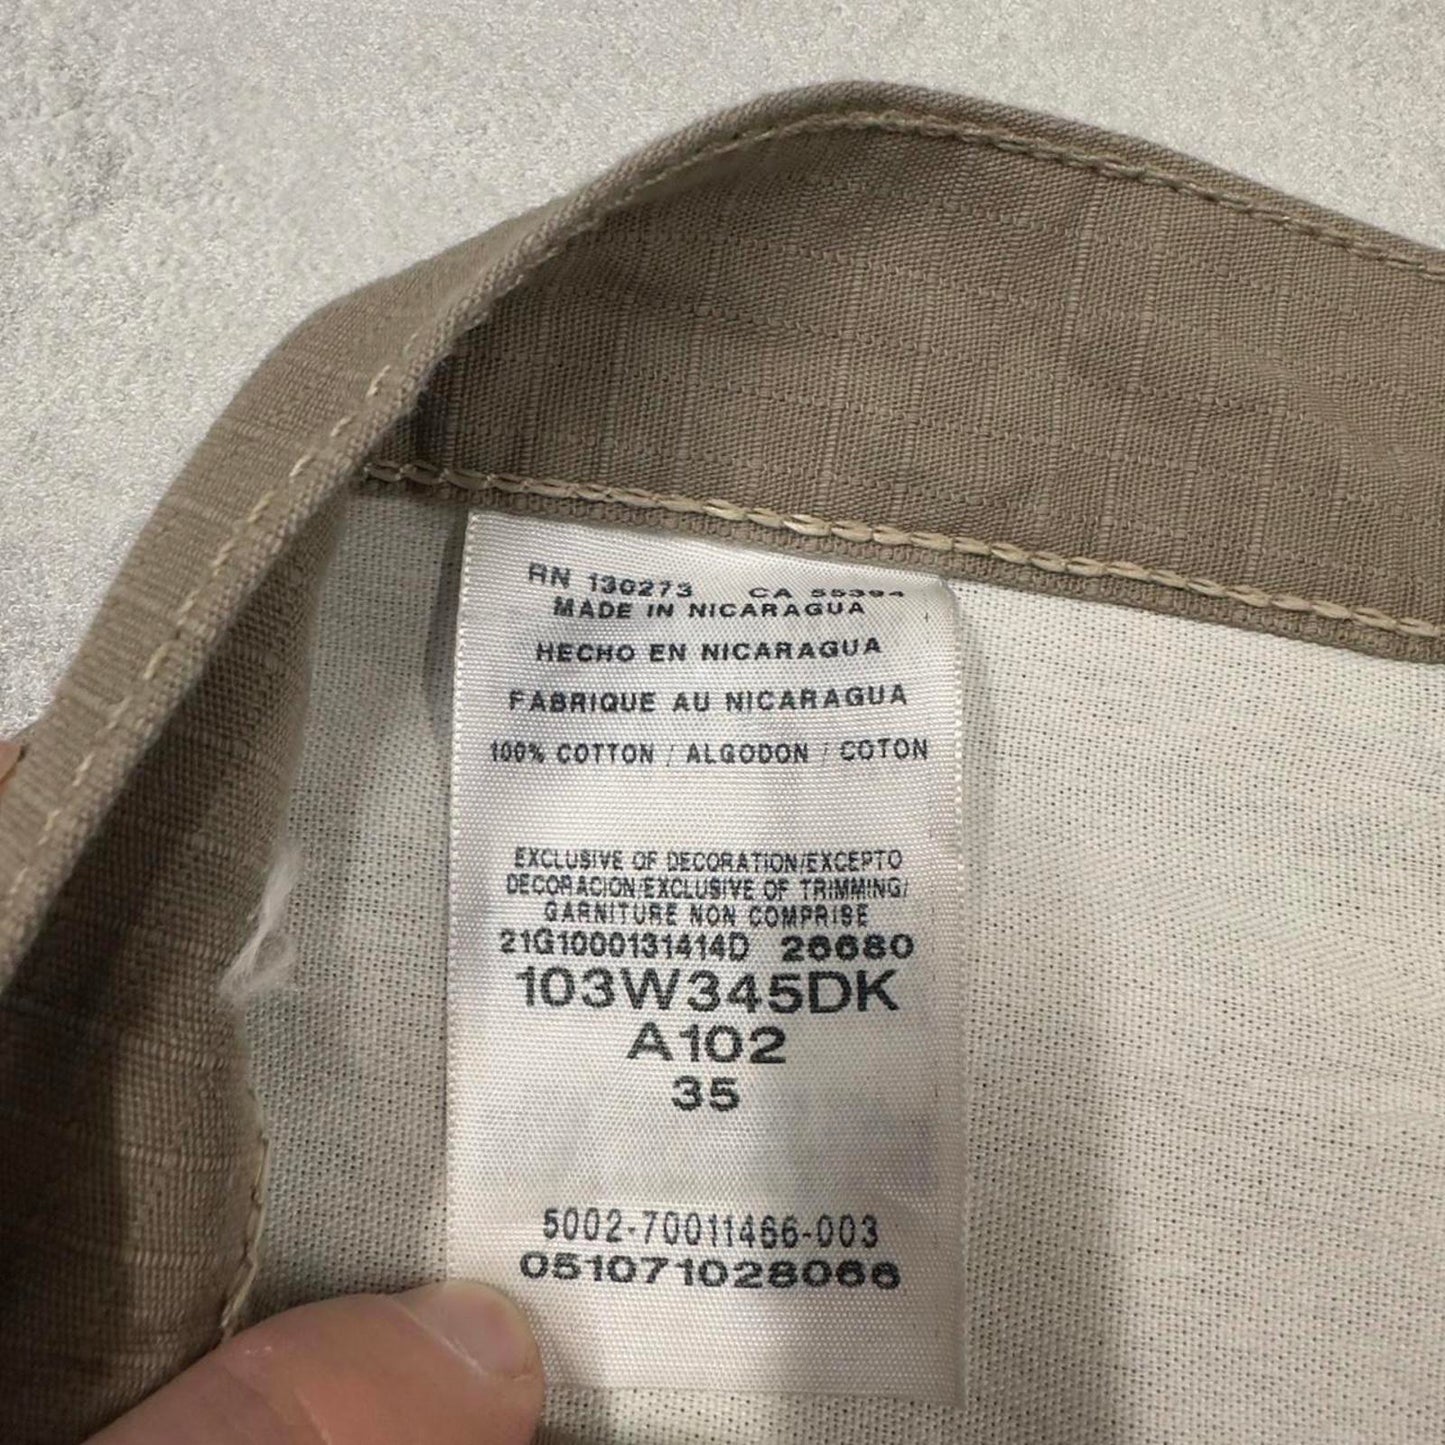 RN 130273 CA 55394
MADE IN NICARAGUA
HECHO EN NICARAGUA
FABRIQUE AU NICARAGUA
100% COTTON / ALGODON / COTON
EXCLUSIVE OF DECORATION/EXCEPTO
DECORACION/EXCLUSIVE OF TRIMMING/
GARNITURE NON COMPRISE
21G1000131414D 26680
103W345DK
A102
35
5002-70011466-003
051071028066